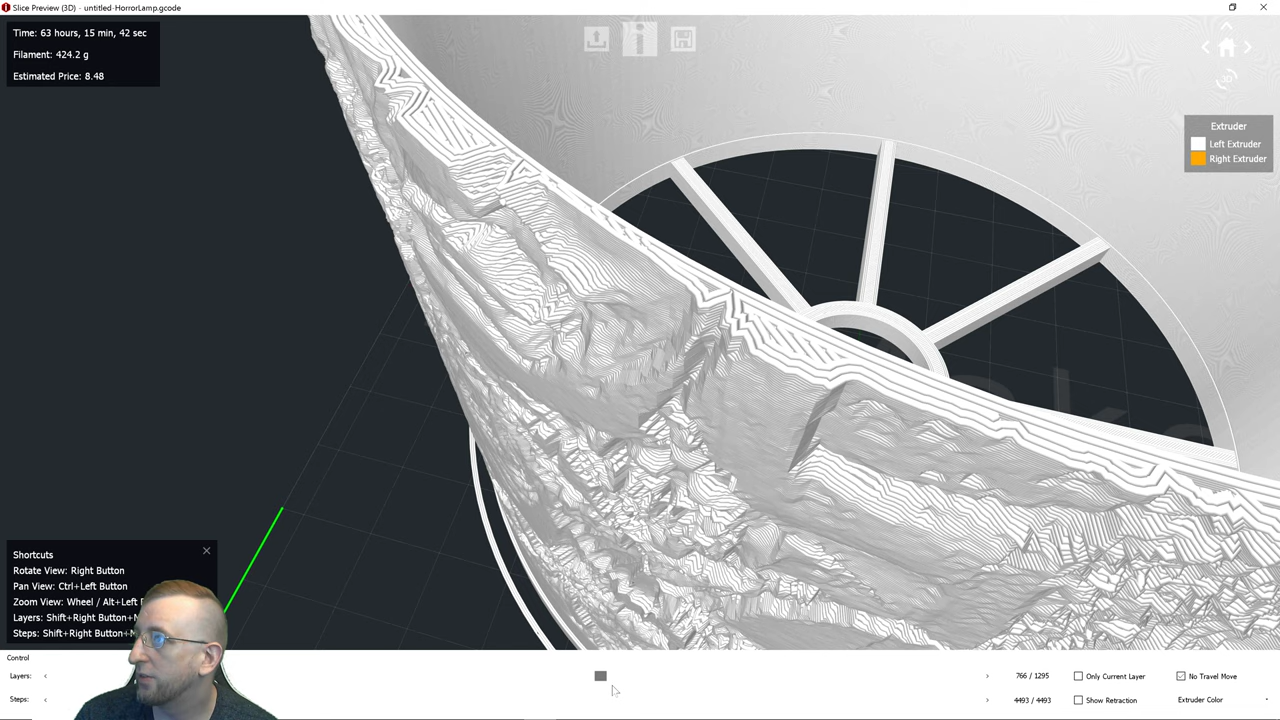 Slice Preview (3D) - untitled-HorrorLamp.gcode
Time: 63 hours, 15 min, 42 sec
Filament: 424.2 g
Estimated Price: 8.48
Extruder
Left Extruder
Right Extruder
Shortcuts
Rotate View: Right Button
Pan View: Ctrl+Left Button
Zoom View: Wheel / Alt+Left
Layers: Shift+Right Button+
Steps: Shift+Right Button+
Control
Layers: 766 / 1295 Only Current Layer No Travel Move
Steps: 4493 / 4493 Show Retraction Extruder Color